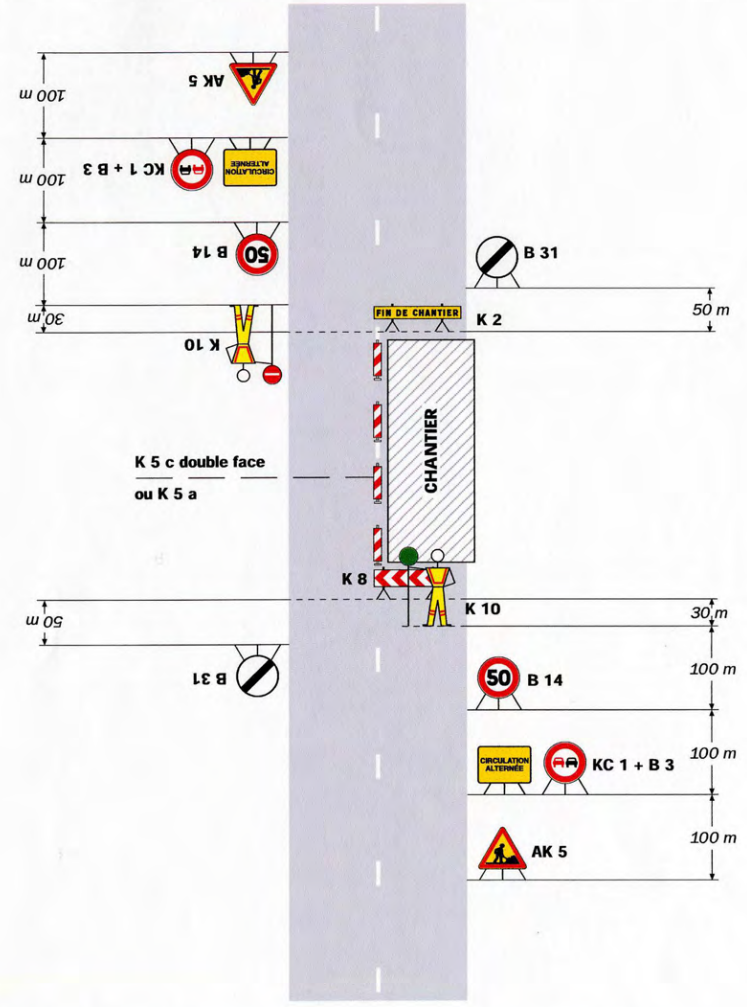 AK 5
100 m
KC 1 + B 3
CIRCULATION
ALTERNÉE
100 m
B 14
50
100 m
B 31
50 m
30 m
K 10
FIN DE CHANTIER
K 2
CHANTIER
K 5 c double face
ou K 5 a
K 8
K 10
30 m
50 m
B 31
50
B 14
100 m
CIRCULATION
ALTERNÉE
KC 1 + B 3
100 m
AK 5
100 m